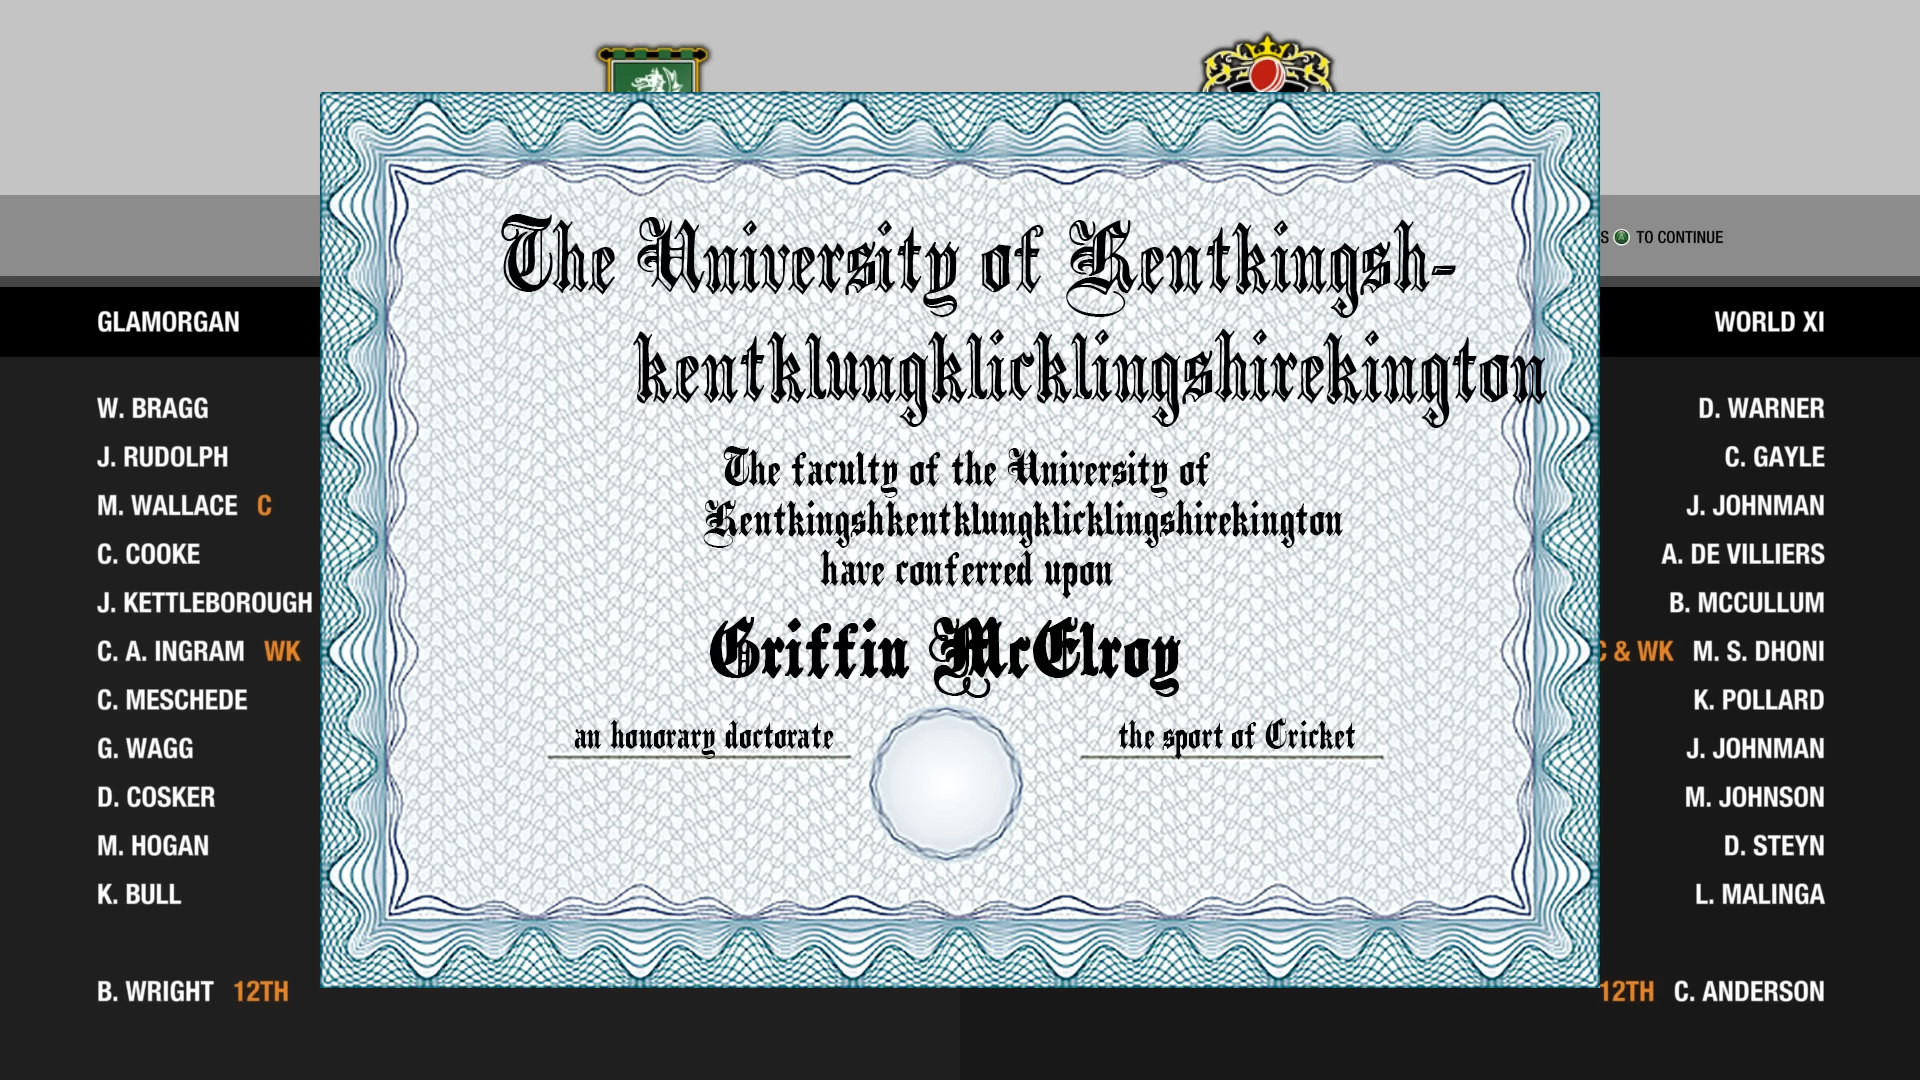 S A TO CONTINUE
GLAMORGAN
W. BRAGG
J. RUDOLPH
M. WALLACE C
C. COOKE
J. KETTLEBOROUGH
C. A. INGRAM WK
C. MESCHEDE
G. WAGG
D. COSKER
M. HOGAN
K. BULL
B. WRIGHT 12TH
The University of Kentkingsh-
kentklungklicklingshirekington
The faculty of the University of
Kentkingshkentklungklicklingshirekington
have conferred upon
Griffin McElroy
an honorary doctorate
the sport of Cricket
WORLD XI
D. WARNER
C. GAYLE
J. JOHNMAN
A. DE VILLIERS
B. MCCULLUM
C & WK M. S. DHONI
K. POLLARD
J. JOHNMAN
M. JOHNSON
D. STEYN
L. MALINGA
12TH C. ANDERSON